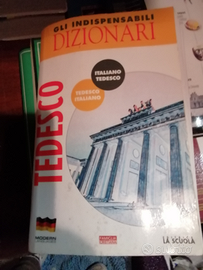 GLI INDISPENSABILI
DIZIONARI
ITALIANO
TEDESCO
TEDESCO
ITALIANO
TEDESCO
LA SCUOLA